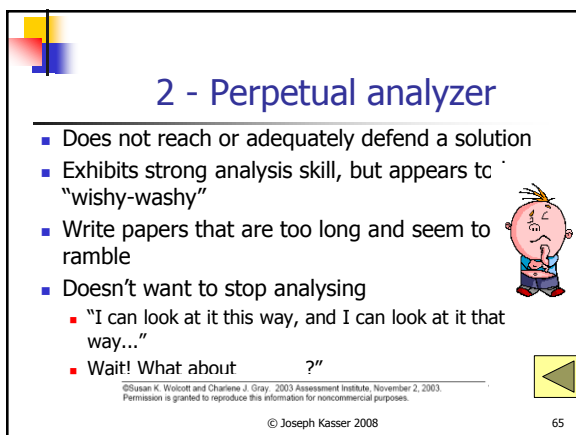 2 - Perpetual analyzer
Does not reach or adequately defend a solution
Exhibits strong analysis skill, but appears to
"wishy-washy"
Write papers that are too long and seem to
ramble
Doesn't want to stop analysing
"I can look at it this way, and I can look at it that
way..."
Wait! What about ______?"
©Susan K. Wolcott and Charlene J. Gray. 2003 Assessment Institute, November 2, 2003.
Permission is granted to reproduce this information for noncommercial purposes.
© Joseph Kasser 2008
65